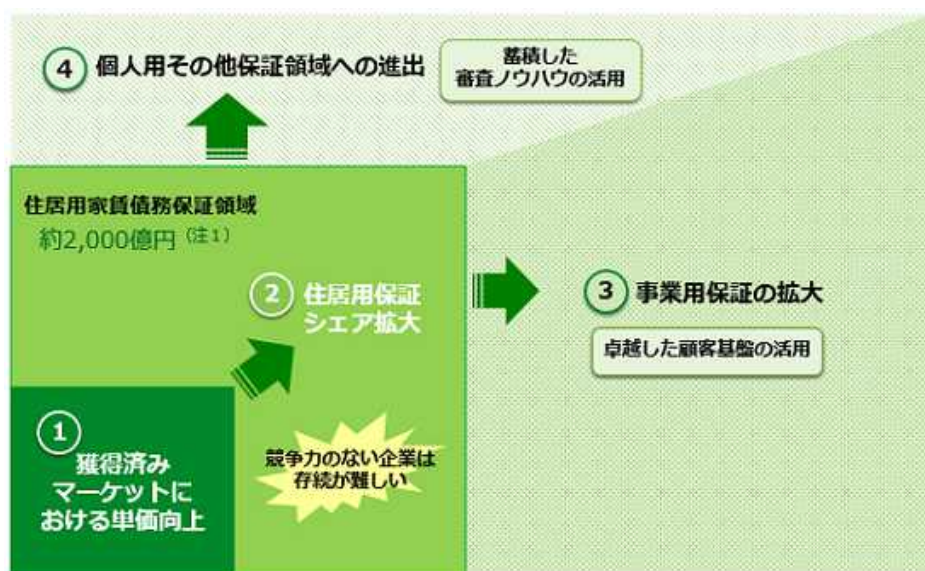 ④ 個人用その他保証領域への進出
蓄積した
審査ノウハウの活用
住居用家賃債務保証領域
約2,000億円（注１）
② 住居用保証
シェア拡大
③ 事業用保証の拡大
卓越した顧客基盤の活用
①
獲得済み
マーケットに
おける単価向上
競争力のない企業は
存続が難しい